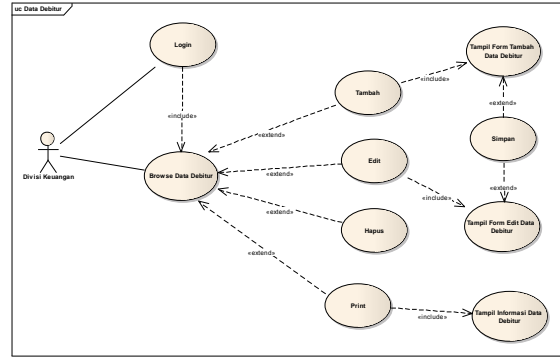 uc Data Debitur
Login
«include»
Divisi Keuangan
Browse Data Debitur
Tambah
«extend»
Edit
«extend»
Hapus
«extend»
Print
«extend»
«include»
Tampil Form Tambah
Data Debitur
«extend»
Simpan
«extend»
«include»
Tampil Form Edit Data
Debitur
«include»
Tampil Informasi Data
Debitur